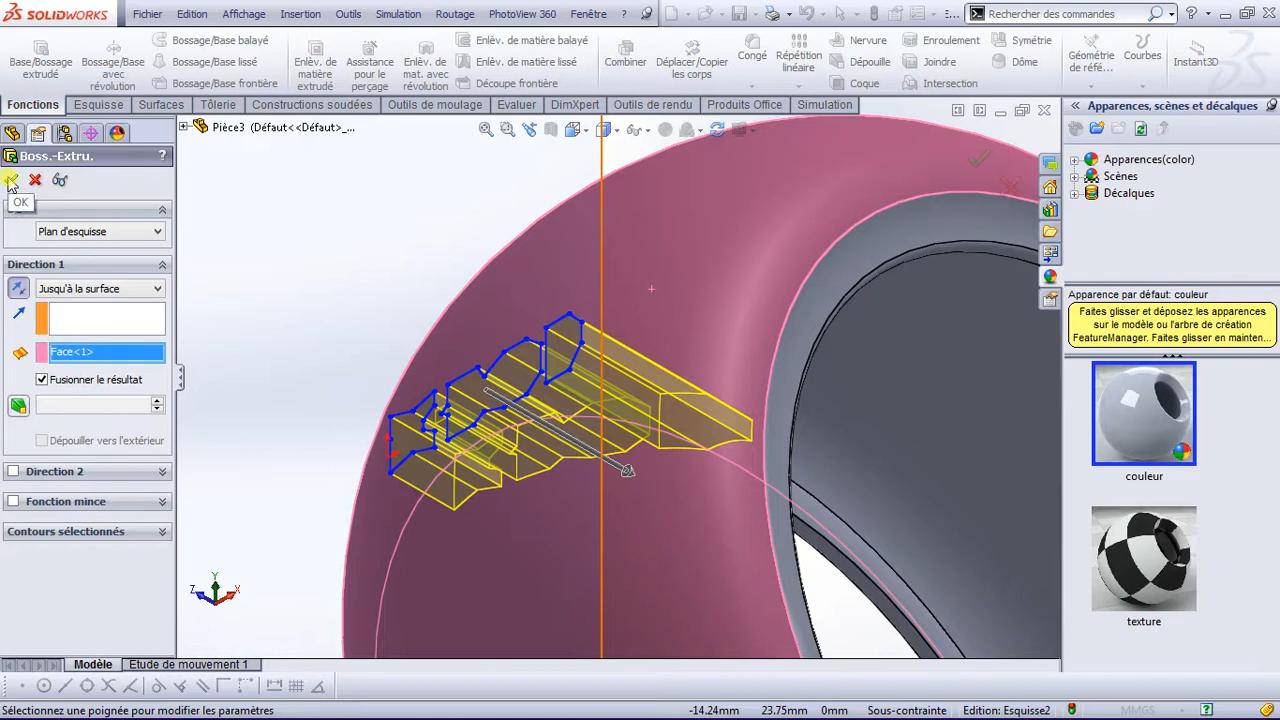 SOLIDWORKS
Fichier Edition Affichage Insertion Outils Simulation Routage PhotoView 360 Fenêtre ? Rechercher des commandes ?
Base/Bossage extrudé
Bossage/Base avec révolution
Bossage/Base balayé
Bossage/Base lissé
Bossage/Base frontière
Enlèv. de matière extrudé
Assistance pour le perçage
Enlèv. de mat. avec révolution
Enlèv. de matière balayé
Enlèv. de matière lissé
Découpe frontière
Combiner
Déplacer/Copier les corps
Congé
Répétition linéaire
Nervure
Dépouille
Coque
Enroulement
Joindre
Intersection
Symétrie
Dôme
Géométrie de réfé...
Courbes
Instant3D
Fonctions Esquisse Surfaces Tôlerie Constructions soudées Outils de moulage Evaluer DimXpert Outils de rendu Produits Office Simulation
Pièce3 (Défaut<<Défaut>_...
Boss.-Extru. ?
OK
Plan d'esquisse
Direction 1
Jusqu'à la surface
Face<1>
Fusionner le résultat
Dépouiller vers l'extérieur
Direction 2
Fonction mince
Contours sélectionnés
Y
Z
X
Apparences, scènes et décalques
Apparences(color)
Scènes
Décalques
Apparence par défaut: couleur
Faites glisser et déposez les apparences
sur le modèle ou l'arbre de création
FeatureManager. Faites glisser en mainten...
couleur
texture
Modèle Etude de mouvement 1
Sélectionnez une poignée pour modifier les paramètres -14.24mm 23.75mm 0mm Sous-contrainte Edition: Esquisse2 MMGS ?